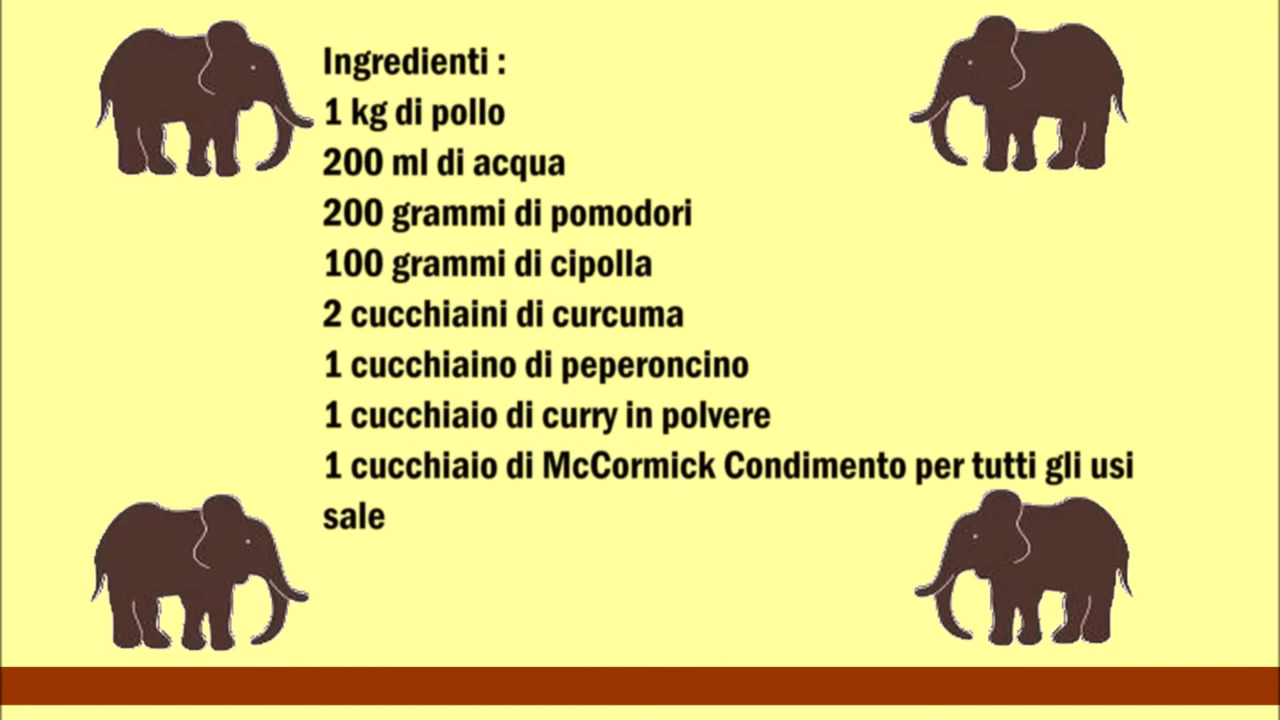 Ingredienti :
1 kg di pollo
200 ml di acqua
200 grammi di pomodori
100 grammi di cipolla
2 cucchiaini di curcuma
1 cucchiaino di peperoncino
1 cucchiaio di curry in polvere
1 cucchiaio di McCormick Condimento per tutti gli usi
sale